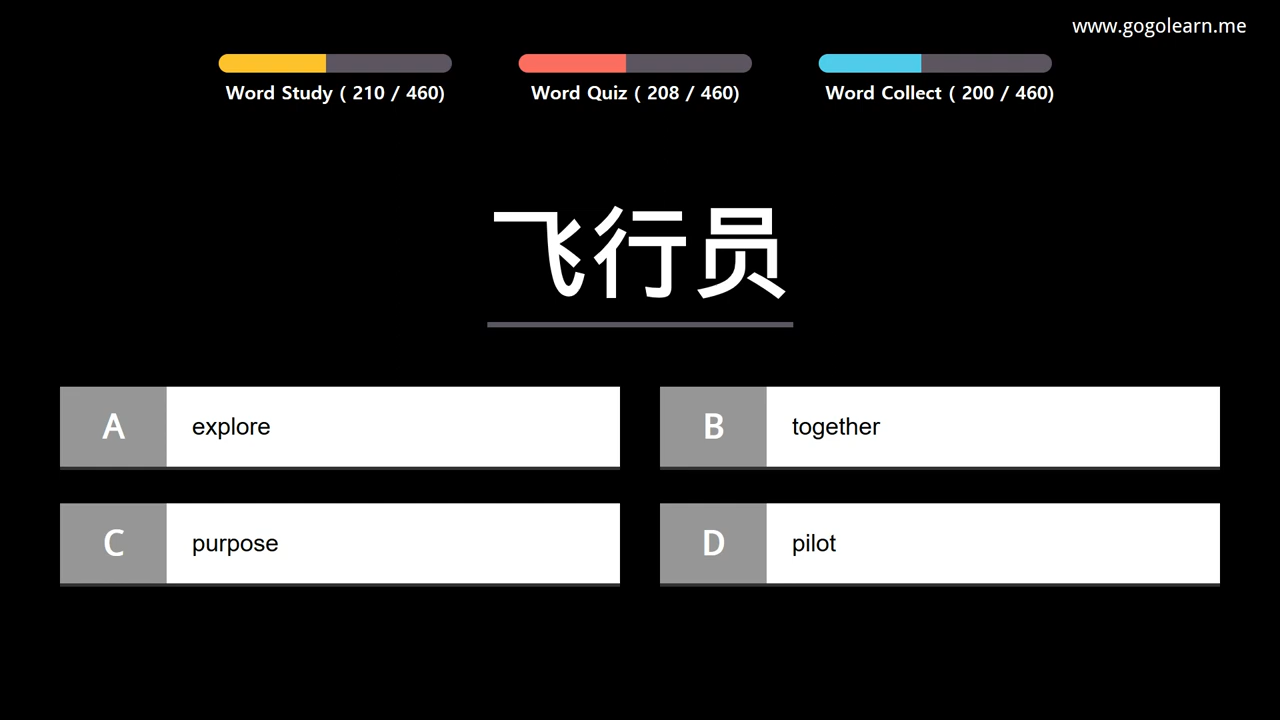 www.gogolearn.me
Word Study ( 210 / 460)
Word Quiz ( 208 / 460)
Word Collect ( 200 / 460)
飞行员
A explore
B together
C purpose
D pilot